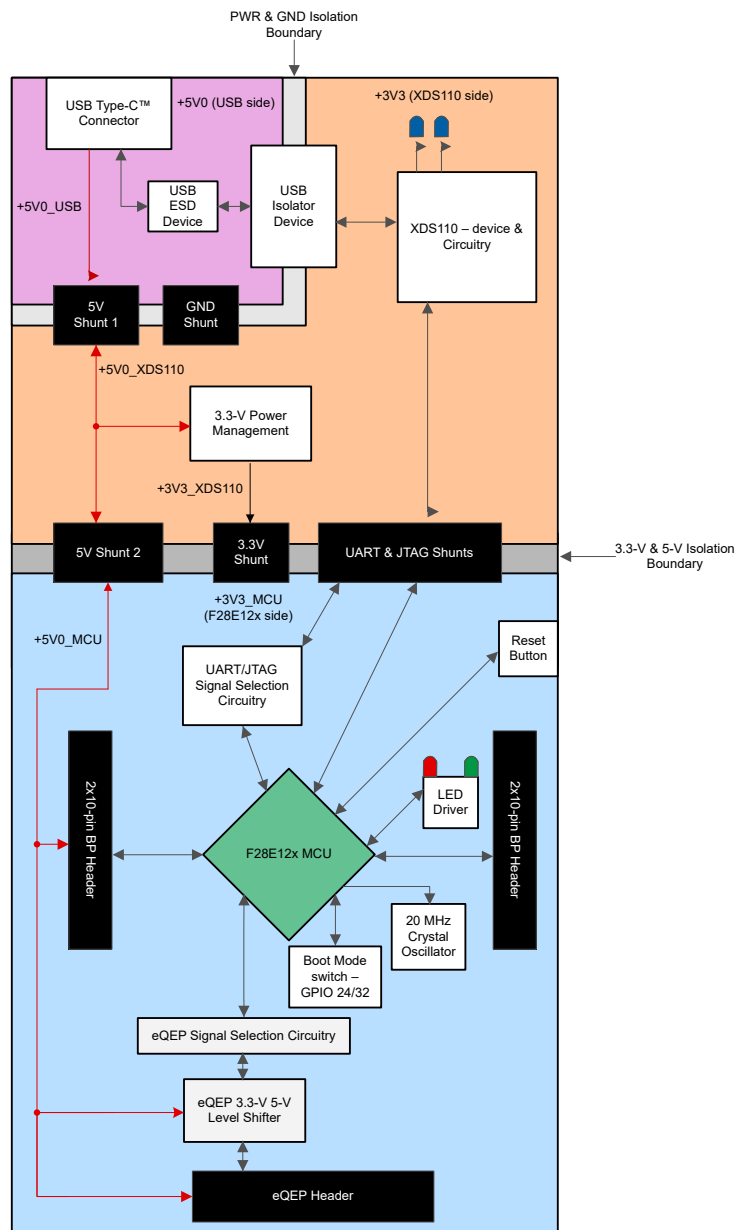 PWR & GND Isolation
Boundary
USB Type-C™
Connector
+5V0 (USB side)
+3V3 (XDS110 side)
+5V0_USB
USB
ESD
Device
USB
Isolator
Device
XDS110 – device &
Circuitry
5V
Shunt 1
GND
Shunt
+5V0_XDS110
3.3-V Power
Management
+3V3_XDS110
5V Shunt 2
3.3V
Shunt
UART & JTAG Shunts
3.3-V & 5-V Isolation
Boundary
+3V3_MCU
(F28E12x side)
+5V0_MCU
Reset
Button
UART/JTAG
Signal Selection
Circuitry
2x10-pin BP Header
LED
Driver
2x10-pin BP Header
F28E12x MCU
20 MHz
Crystal
Oscillator
Boot Mode
switch –
GPIO 24/32
eQEP Signal Selection Circuitry
eQEP 3.3-V 5-V
Level Shifter
eQEP Header